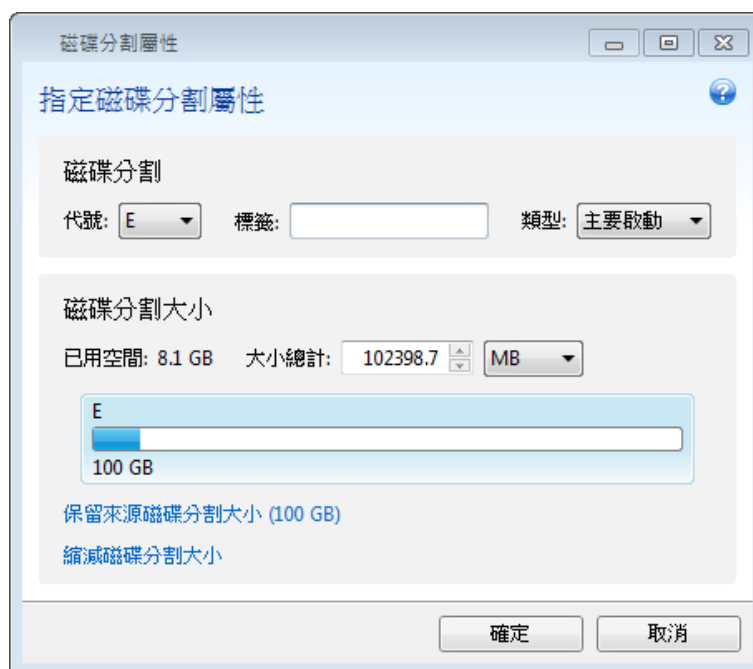 磁碟分割屬性
指定磁碟分割屬性
磁碟分割
代號: E 標籤: 類型: 主要啟動
磁碟分割大小
已用空間: 8.1 GB 大小總計: 102398.7 MB
E
100 GB
保留來源磁碟分割大小 (100 GB)
縮減磁碟分割大小
確定 取消